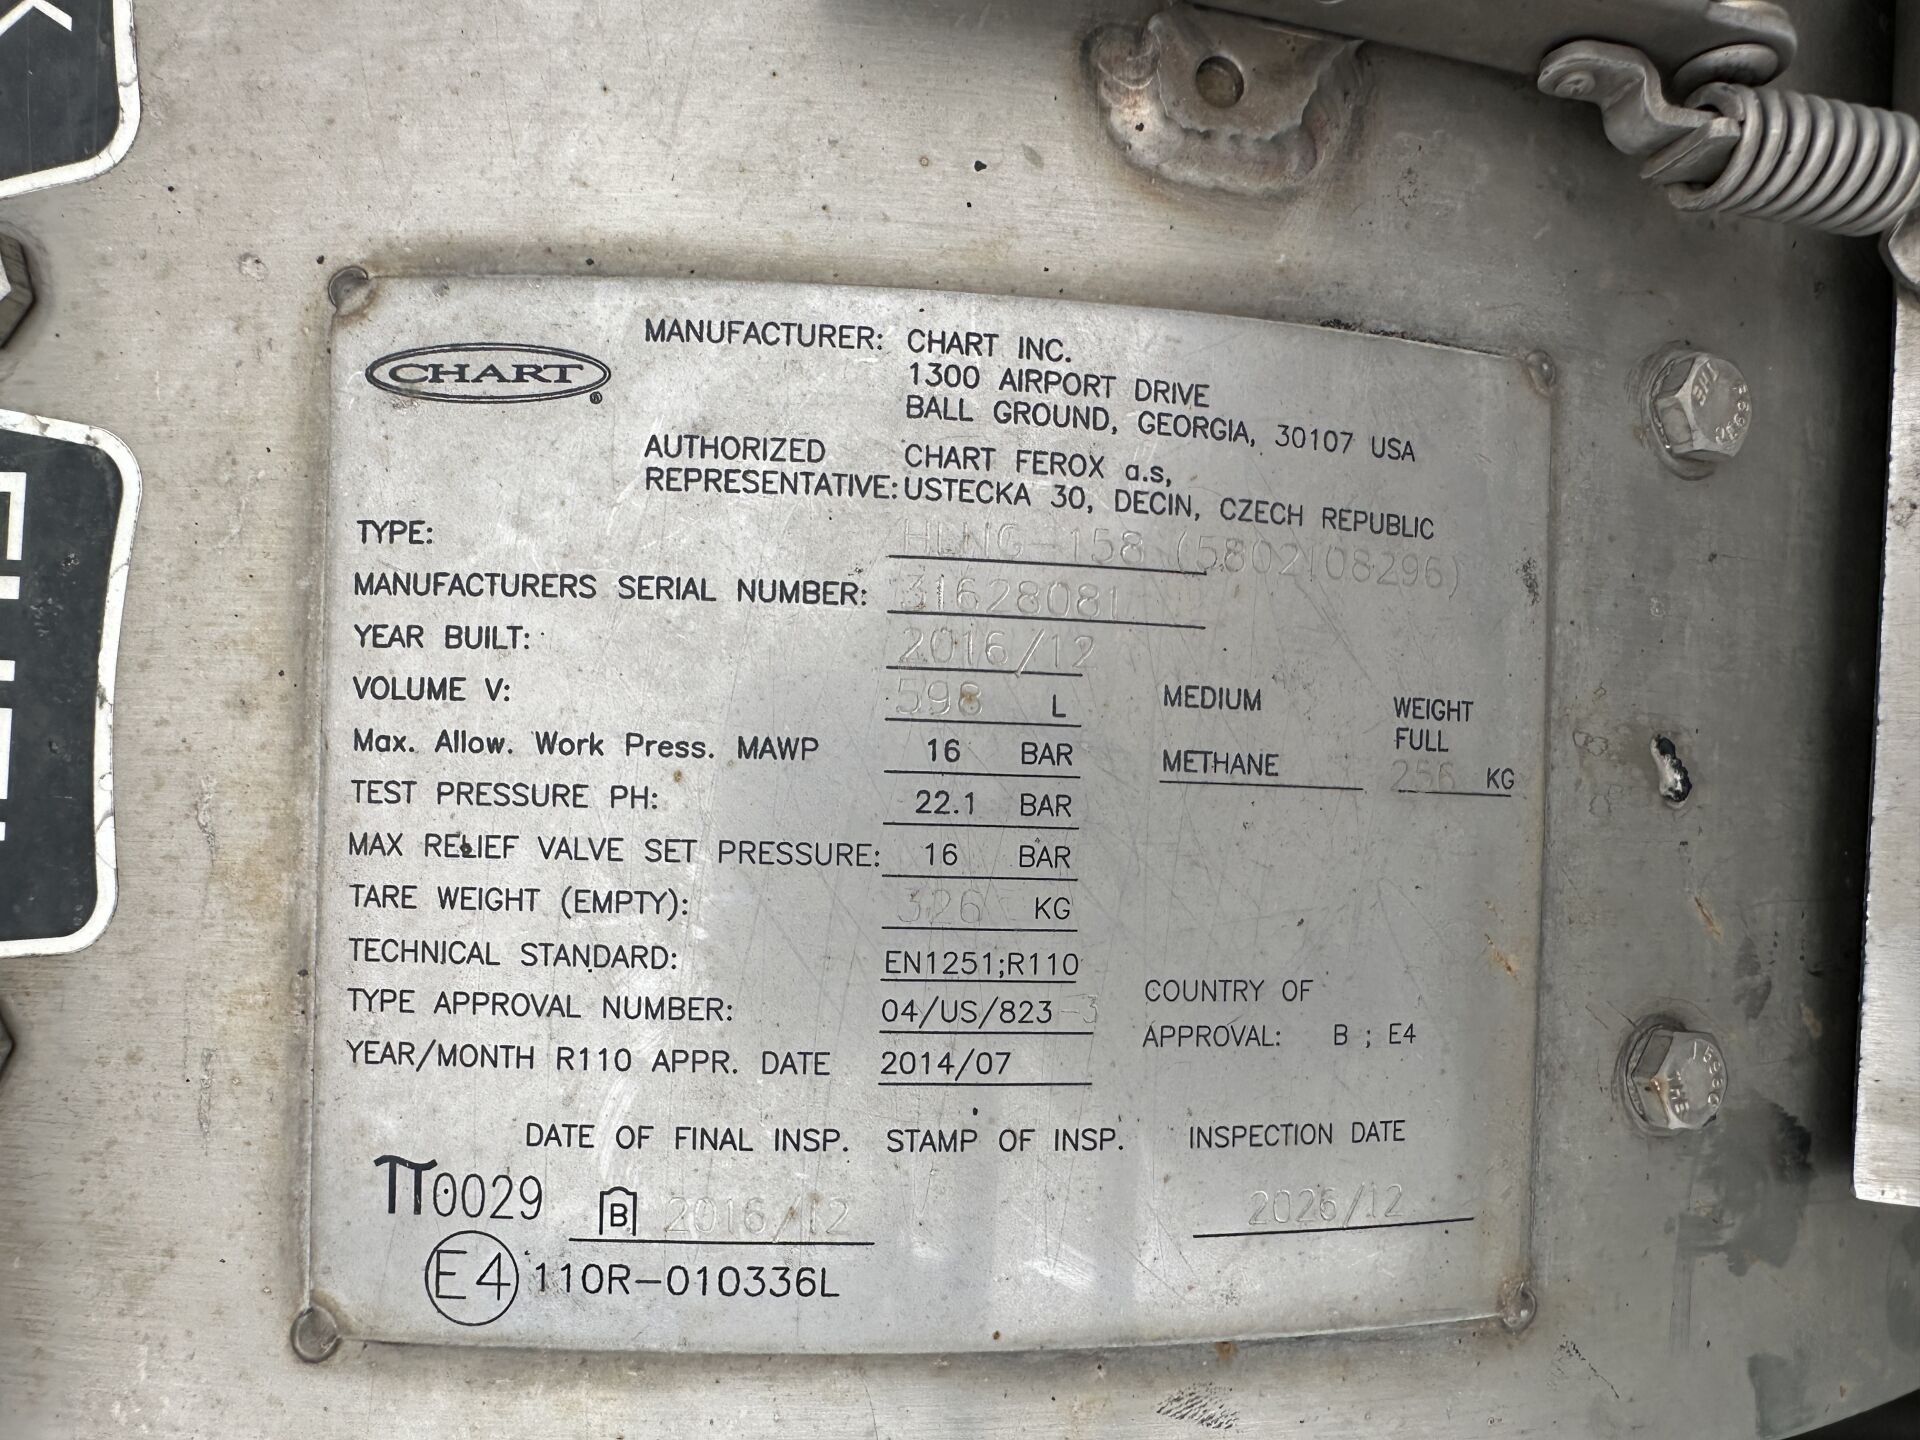 CHART ®
MANUFACTURER: CHART INC.
1300 AIRPORT DRIVE
BALL GROUND, GEORGIA, 30107 USA
AUTHORIZED CHART FEROX a.s,
REPRESENTATIVE: USTECKA 30, DECIN, CZECH REPUBLIC
TYPE: HLNG-158 (5802108296)
MANUFACTURERS SERIAL NUMBER: 31628081
YEAR BUILT: 2016/12
VOLUME V: 598 L
MEDIUM WEIGHT
FULL
Max. Allow. Work Press. MAWP 16 BAR
METHANE 256 KG
TEST PRESSURE PH: 22.1 BAR
MAX RELIEF VALVE SET PRESSURE: 16 BAR
TARE WEIGHT (EMPTY): 326 KG
TECHNICAL STANDARD: EN1251;R110
TYPE APPROVAL NUMBER: 04/US/823-3
COUNTRY OF
APPROVAL: B ; E4
YEAR/MONTH R110 APPR. DATE 2014/07
DATE OF FINAL INSP. STAMP OF INSP. INSPECTION DATE
π0029 B 2016/12 2026/12
E4 110R-010336L
THE
THE